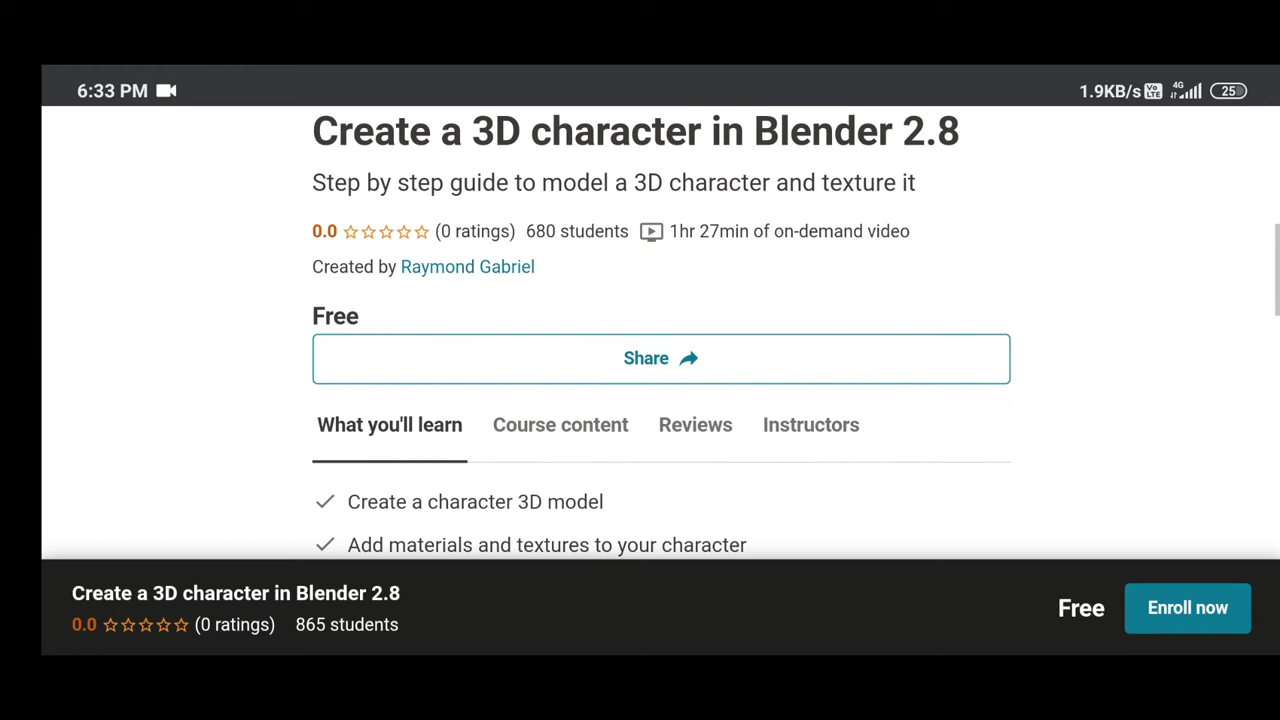 6:33 PM 1.9KB/s Vo LTE 4G 25
Create a 3D character in Blender 2.8
Step by step guide to model a 3D character and texture it
0.0 (0 ratings) 680 students 1hr 27min of on-demand video
Created by Raymond Gabriel
Free
Share
What you'll learn Course content Reviews Instructors
Create a character 3D model
Add materials and textures to your character
Create a 3D character in Blender 2.8
0.0 (0 ratings) 865 students
Free Enroll now